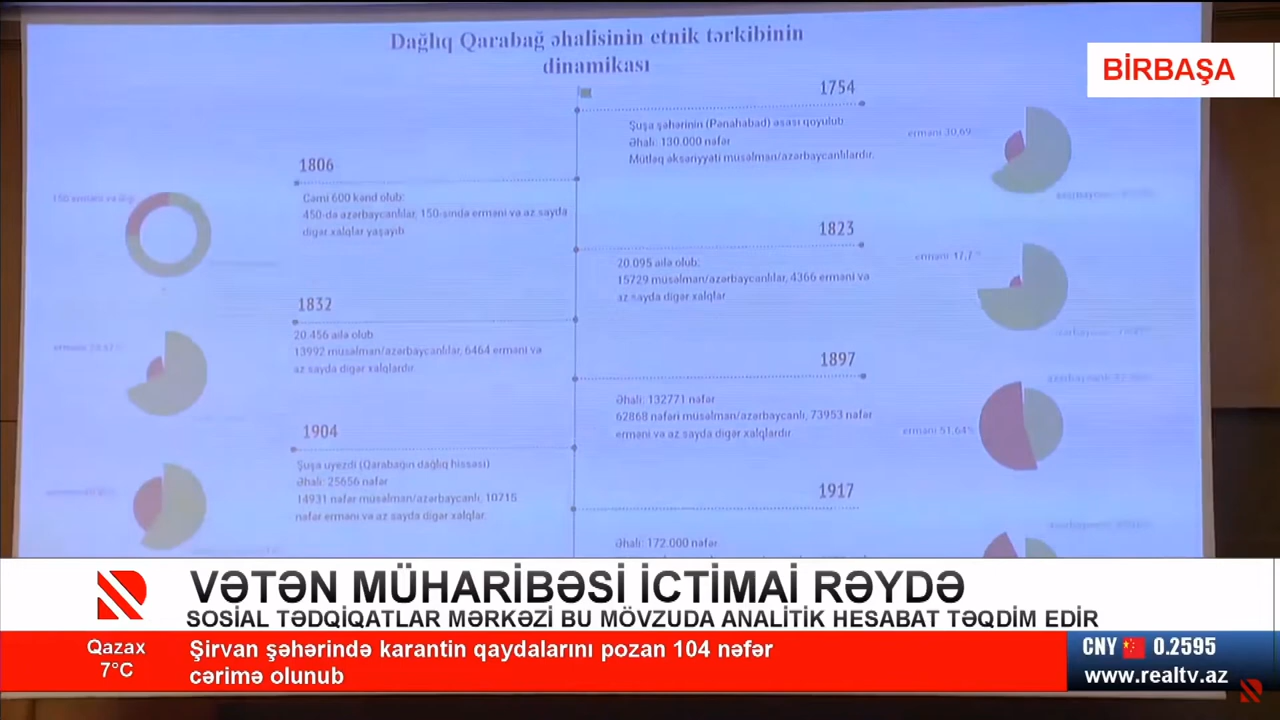 Dağlıq Qarabağ əhalisinin etnik tərkibinin
dinamikası
BİRBAŞA
1754
Şuşa şəhərinin (Pənahabad) əsası qoyulub
Əhali: 130.000 nəfər
Mütləq əksəriyyəti müsəlman/azərbaycanlılardır.
erməni 30,69
1806
Cəmi 600 kənd olub:
450-də azərbaycanlılar, 150-sində erməni və az sayda
digər xalqlar yaşayıb
1823
20.095 ailə olub:
15729 müsəlman/azərbaycanlılar, 4366 erməni və
az sayda digər xalqlar
erməni
1832
20.456 ailə olub
13992 müsəlman/azərbaycanlılar, 6464 erməni və
az sayda digər xalqlardır.
1897
Əhali: 132771 nəfər
62868 nəfəri müsəlman/azərbaycanlı, 73953 nəfər
erməni və az sayda digər xalqlardır.
erməni 51,64%
1904
Şuşa uyezdi (Qarabağın dağlıq hissəsi)
Əhali: 25656 nəfər
14931 nəfər müsəlman/azərbaycanlı, 10715
nəfər erməni və az sayda digər xalqlar.
1917
Əhali: 172.000 nəfər
VƏTƏN MÜHARİBƏSİ İCTİMAİ RƏYDƏ
SOSİAL TƏDQİQATLAR MƏRKƏZİ BU MÖVZUDA ANALİTİK HESABAT TƏQDİM EDİR
Qazax
7°C
Şirvan şəhərində karantin qaydalarını pozan 104 nəfər
cərimə olunub
CNY 0.2595
www.realtv.az